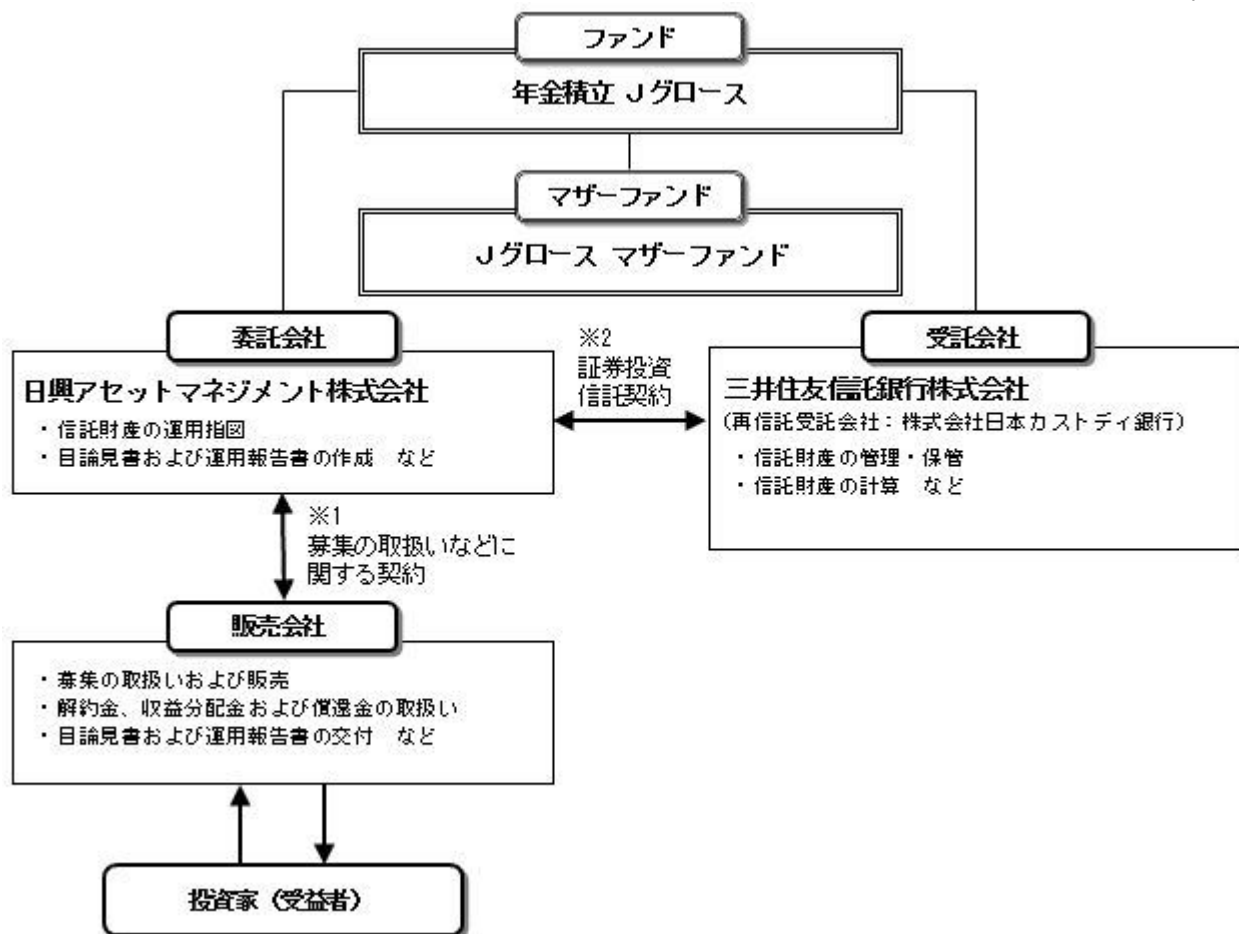 ファンド
年金積立 Jグロース
マザーファンド
Jグロース マザーファンド
委託会社
日興アセットマネジメント株式会社
・信託財産の運用指図
・目論見書および運用報告書の作成 など
※2
証券投資
信託契約
受託会社
三井住友信託銀行株式会社
(再信託受託会社:株式会社日本カストディ銀行)
・信託財産の管理・保管
・信託財産の計算 など
※1
募集の取扱いなどに
関する契約
販売会社
・募集の取扱いおよび販売
・解約金、収益分配金および償還金の取扱い
・目論見書および運用報告書の交付 など
投資家(受益者)